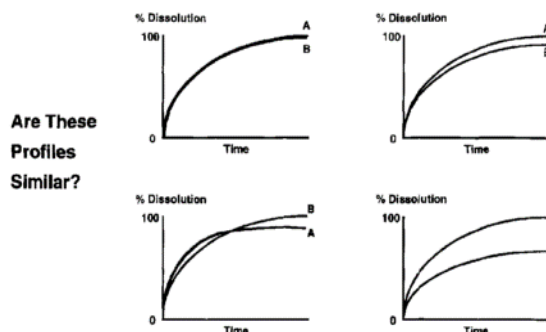 % Dissolution
100
A
B
0
Time
% Dissolution
100
0
Time
Are These
Profiles
Similar?
% Dissolution
100
B
A
0
Time
% Dissolution
100
0
Time